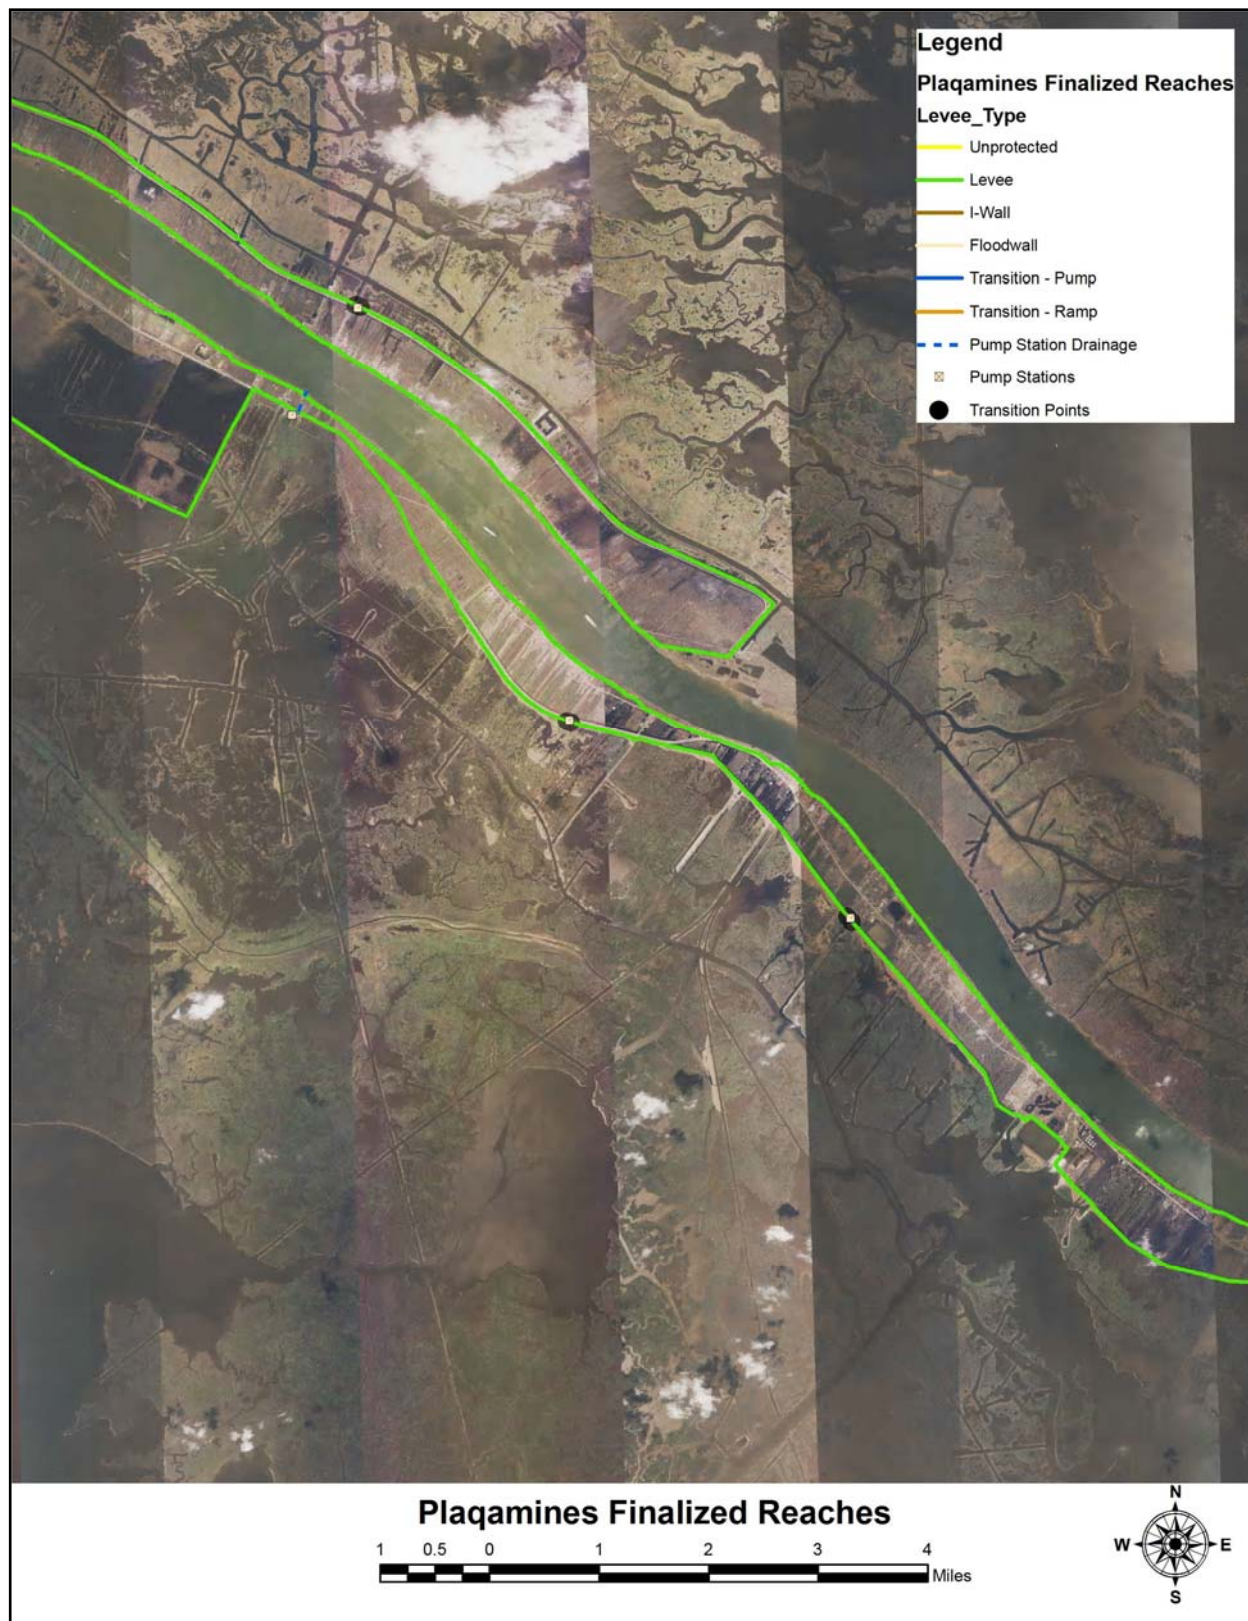 Legend
Plaqamines Finalized Reaches
Levee_Type
Unprotected
Levee
I-Wall
Floodwall
Transition - Pump
Transition - Ramp
Pump Station Drainage
Pump Stations
Transition Points
Plaqamines Finalized Reaches
1 0.5 0 1 2 3 4
Miles
N
W E
S